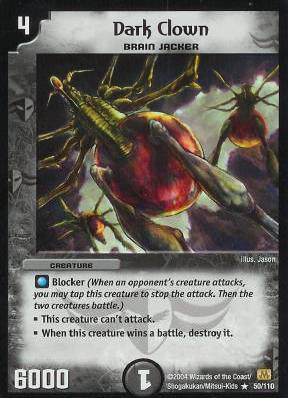 4
Dark Clown
BRAIN JACKER
illus. Jason
CREATURE
Blocker (When an opponent's creature attacks,
you may tap this creature to stop the attack. Then the
two creatures battle.)
• This creature can't attack.
• When this creature wins a battle, destroy it.
6000
1
©2004 Wizards of the Coast/
Shogakukan/Mitsui-Kids ★ 50/110